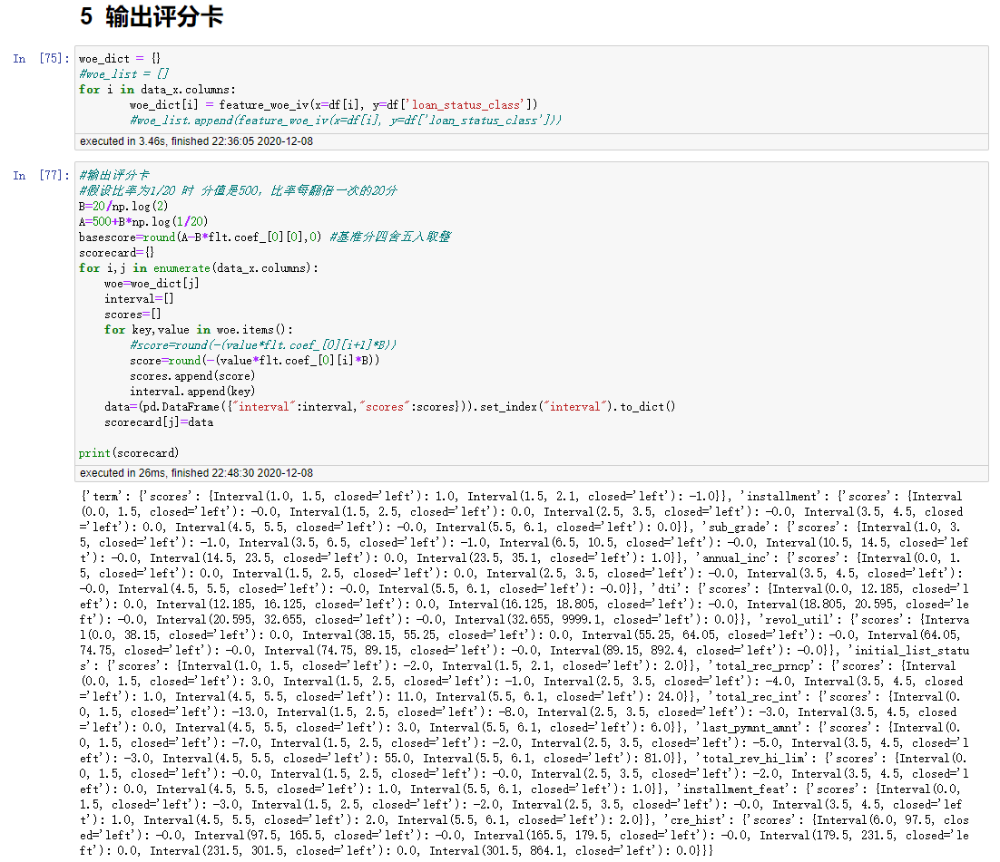 5 输出评分卡
In [75]:
woe_dict = {}
#woe_list = []
for i in data_x.columns:
        woe_dict[i] = feature_woe_iv(x=df[i], y=df['loan_status_class'])
        #woe_list.append(feature_woe_iv(x=df[i], y=df['loan_status_class']))
executed in 3.46s, finished 22:36:05 2020-12-08
In [77]:
#输出评分卡
#假设比率为1/20 时 分值是500，比率每翻倍一次的20分
B=20/np.log(2)
A=500+B*np.log(1/20)
basescore=round(A-B*flt.coef_[0][0],0) #基准分四舍五入取整
scorecard={}
for i,j in enumerate(data_x.columns):
    woe=woe_dict[j]
    interval=[]
    scores=[]
    for key,value in woe.items():
        #score=round(-(value*flt.coef_[0][i+1]*B))
        score=round(-(value*flt.coef_[0][i]*B))
        scores.append(score)
        interval.append(key)
    data=(pd.DataFrame({"interval":interval,"scores":scores})).set_index("interval").to_dict()
    scorecard[j]=data
print(scorecard)
executed in 26ms, finished 22:48:30 2020-12-08
{'term': {'scores': {Interval(1.0, 1.5, closed='left'): 1.0, Interval(1.5, 2.1, closed='left'): -1.0}}, 'installment': {'scores': {Interval
(0.0, 1.5, closed='left'): -0.0, Interval(1.5, 2.5, closed='left'): 0.0, Interval(2.5, 3.5, closed='left'): -0.0, Interval(3.5, 4.5, closed
='left'): 0.0, Interval(4.5, 5.5, closed='left'): -0.0, Interval(5.5, 6.1, closed='left'): 0.0}}, 'sub_grade': {'scores': {Interval(1.0, 3.
5, closed='left'): -1.0, Interval(3.5, 6.5, closed='left'): -1.0, Interval(6.5, 10.5, closed='left'): -0.0, Interval(10.5, 14.5, closed='lef
t'): -0.0, Interval(14.5, 23.5, closed='left'): 0.0, Interval(23.5, 35.1, closed='left'): 1.0}}, 'annual_inc': {'scores': {Interval(0.0, 1.
5, closed='left'): 0.0, Interval(1.5, 2.5, closed='left'): 0.0, Interval(2.5, 3.5, closed='left'): -0.0, Interval(3.5, 4.5, closed='left'):
-0.0, Interval(4.5, 5.5, closed='left'): -0.0, Interval(5.5, 6.1, closed='left'): -0.0}}, 'dti': {'scores': {Interval(0.0, 12.185, closed='l
eft'): 0.0, Interval(12.185, 16.125, closed='left'): 0.0, Interval(16.125, 18.805, closed='left'): -0.0, Interval(18.805, 20.595, closed='le
ft'): -0.0, Interval(20.595, 32.655, closed='left'): -0.0, Interval(32.655, 9999.1, closed='left'): 0.0}}, 'revol_util': {'scores': {Interva
l(0.0, 38.15, closed='left'): 0.0, Interval(38.15, 55.25, closed='left'): 0.0, Interval(55.25, 64.05, closed='left'): -0.0, Interval(64.05,
74.75, closed='left'): -0.0, Interval(74.75, 89.15, closed='left'): -0.0, Interval(89.15, 892.4, closed='left'): -0.0}}, 'initial_list_statu
s': {'scores': {Interval(1.0, 1.5, closed='left'): -2.0, Interval(1.5, 2.1, closed='left'): 2.0}}, 'total_rec_prncp': {'scores': {Interval
(0.0, 1.5, closed='left'): 3.0, Interval(1.5, 2.5, closed='left'): -1.0, Interval(2.5, 3.5, closed='left'): -4.0, Interval(3.5, 4.5, closed
='left'): 1.0, Interval(4.5, 5.5, closed='left'): 11.0, Interval(5.5, 6.1, closed='left'): 24.0}}, 'total_rec_int': {'scores': {Interval(0.
0, 1.5, closed='left'): -13.0, Interval(1.5, 2.5, closed='left'): -8.0, Interval(2.5, 3.5, closed='left'): -3.0, Interval(3.5, 4.5, closed='
left'): 0.0, Interval(4.5, 5.5, closed='left'): 3.0, Interval(5.5, 6.1, closed='left'): 6.0}}, 'last_pymnt_amnt': {'scores': {Interval(0.
0, 1.5, closed='left'): -7.0, Interval(1.5, 2.5, closed='left'): -2.0, Interval(2.5, 3.5, closed='left'): -5.0, Interval(3.5, 4.5, closed='l
eft'): -3.0, Interval(4.5, 5.5, closed='left'): 55.0, Interval(5.5, 6.1, closed='left'): 81.0}}, 'total_rev_hi_lim': {'scores': {Interval(0.
0, 1.5, closed='left'): -0.0, Interval(1.5, 2.5, closed='left'): -0.0, Interval(2.5, 3.5, closed='left'): -2.0, Interval(3.5, 4.5, closed='l
eft'): 0.0, Interval(4.5, 5.5, closed='left'): 1.0, Interval(5.5, 6.1, closed='left'): 1.0}}, 'installment_feat': {'scores': {Interval(0.0,
1.5, closed='left'): -3.0, Interval(1.5, 2.5, closed='left'): -2.0, Interval(2.5, 3.5, closed='left'): -0.0, Interval(3.5, 4.5, closed='lef
t'): 1.0, Interval(4.5, 5.5, closed='left'): 2.0, Interval(5.5, 6.1, closed='left'): 2.0}}, 'cre_hist': {'scores': {Interval(6.0, 97.5, clos
ed='left'): -0.0, Interval(97.5, 165.5, closed='left'): -0.0, Interval(165.5, 179.5, closed='left'): -0.0, Interval(179.5, 231.5, closed='le
ft'): 0.0, Interval(231.5, 301.5, closed='left'): 0.0, Interval(301.5, 864.1, closed='left'): 0.0}}}